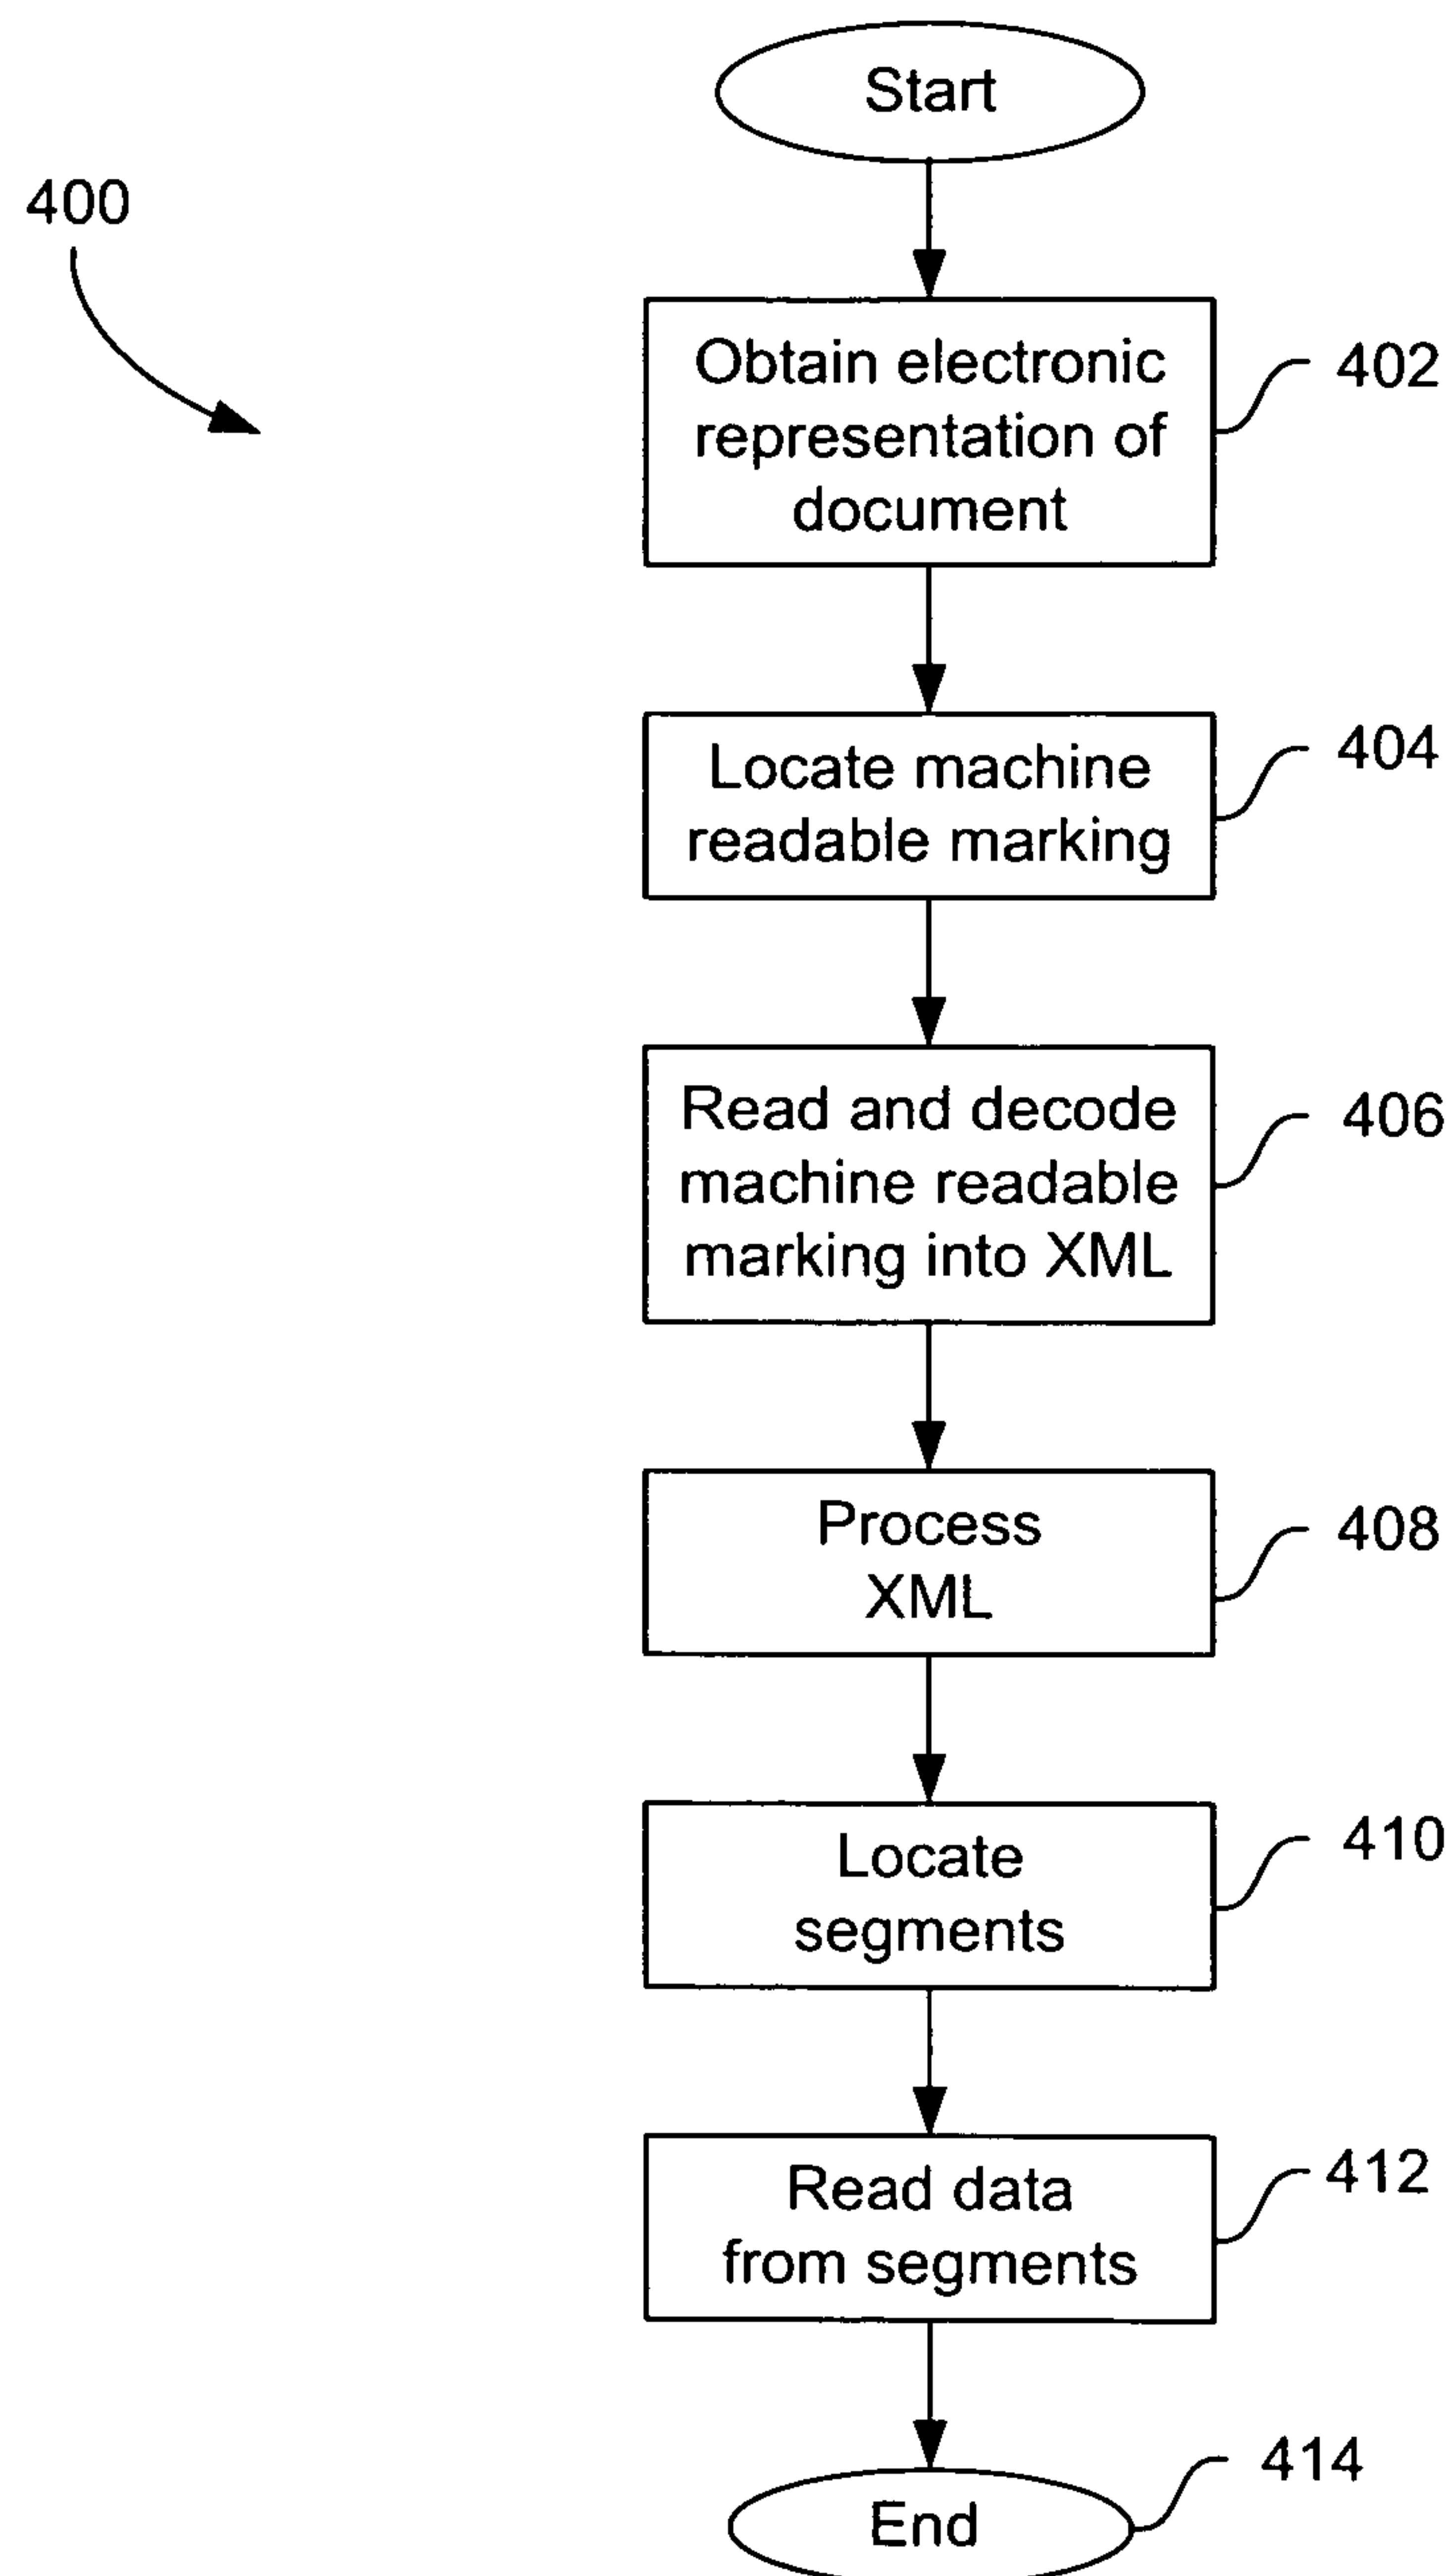 Start
400
Obtain electronic
representation of
document
402
Locate machine
readable marking
404
Read and decode
machine readable
marking into XML
406
Process
XML
408
Locate
segments
410
Read data
from segments
412
End
414